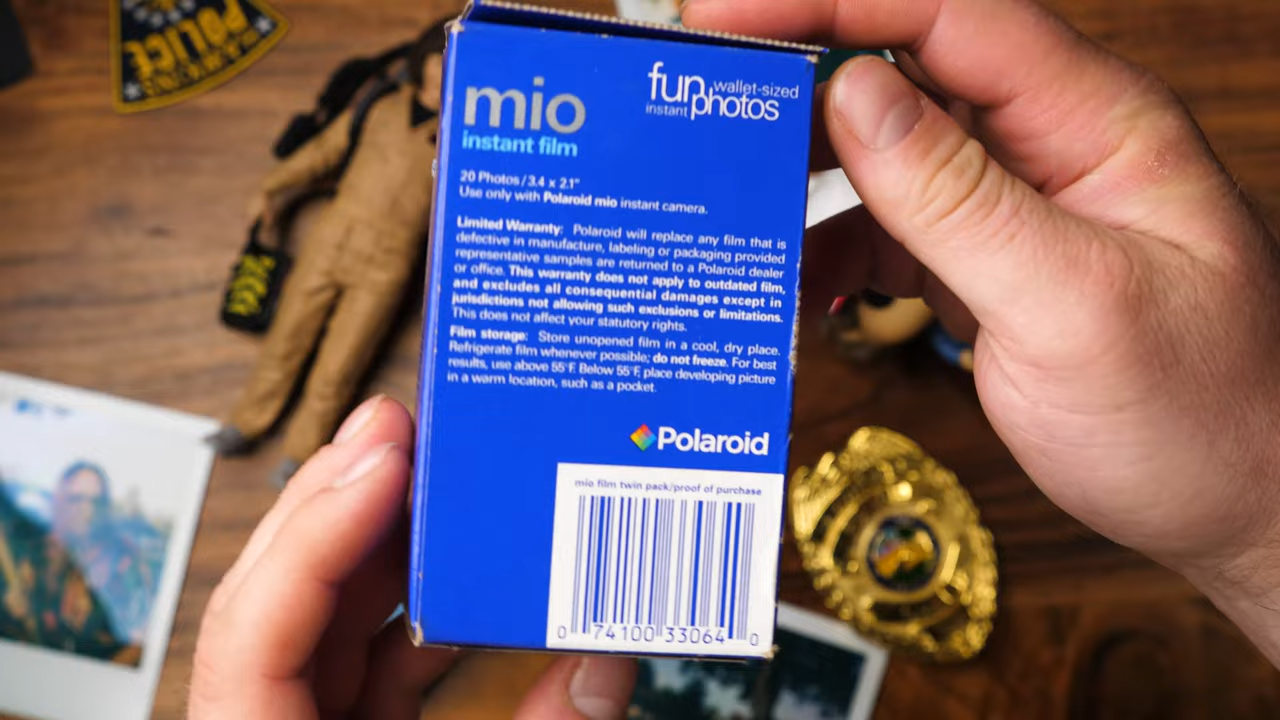 POLICE
mio
instant film
fun wallet-sized
instant photos
20 Photos / 3.4 x 2.1"
Use only with Polaroid mio instant camera.
Limited Warranty: Polaroid will replace any film that is
defective in manufacture, labeling or packaging provided
representative samples are returned to a Polaroid dealer
or office. This warranty does not apply to outdated film,
and excludes all consequential damages except in
jurisdictions not allowing such exclusions or limitations.
This does not affect your statutory rights.
Film storage: Store unopened film in a cool, dry place.
Refrigerate film whenever possible; do not freeze. For best
results, use above 55°F. Below 55°F, place developing picture
in a warm location, such as a pocket.
Polaroid
mio film twin pack/proof of purchase
0 74100 33064 0